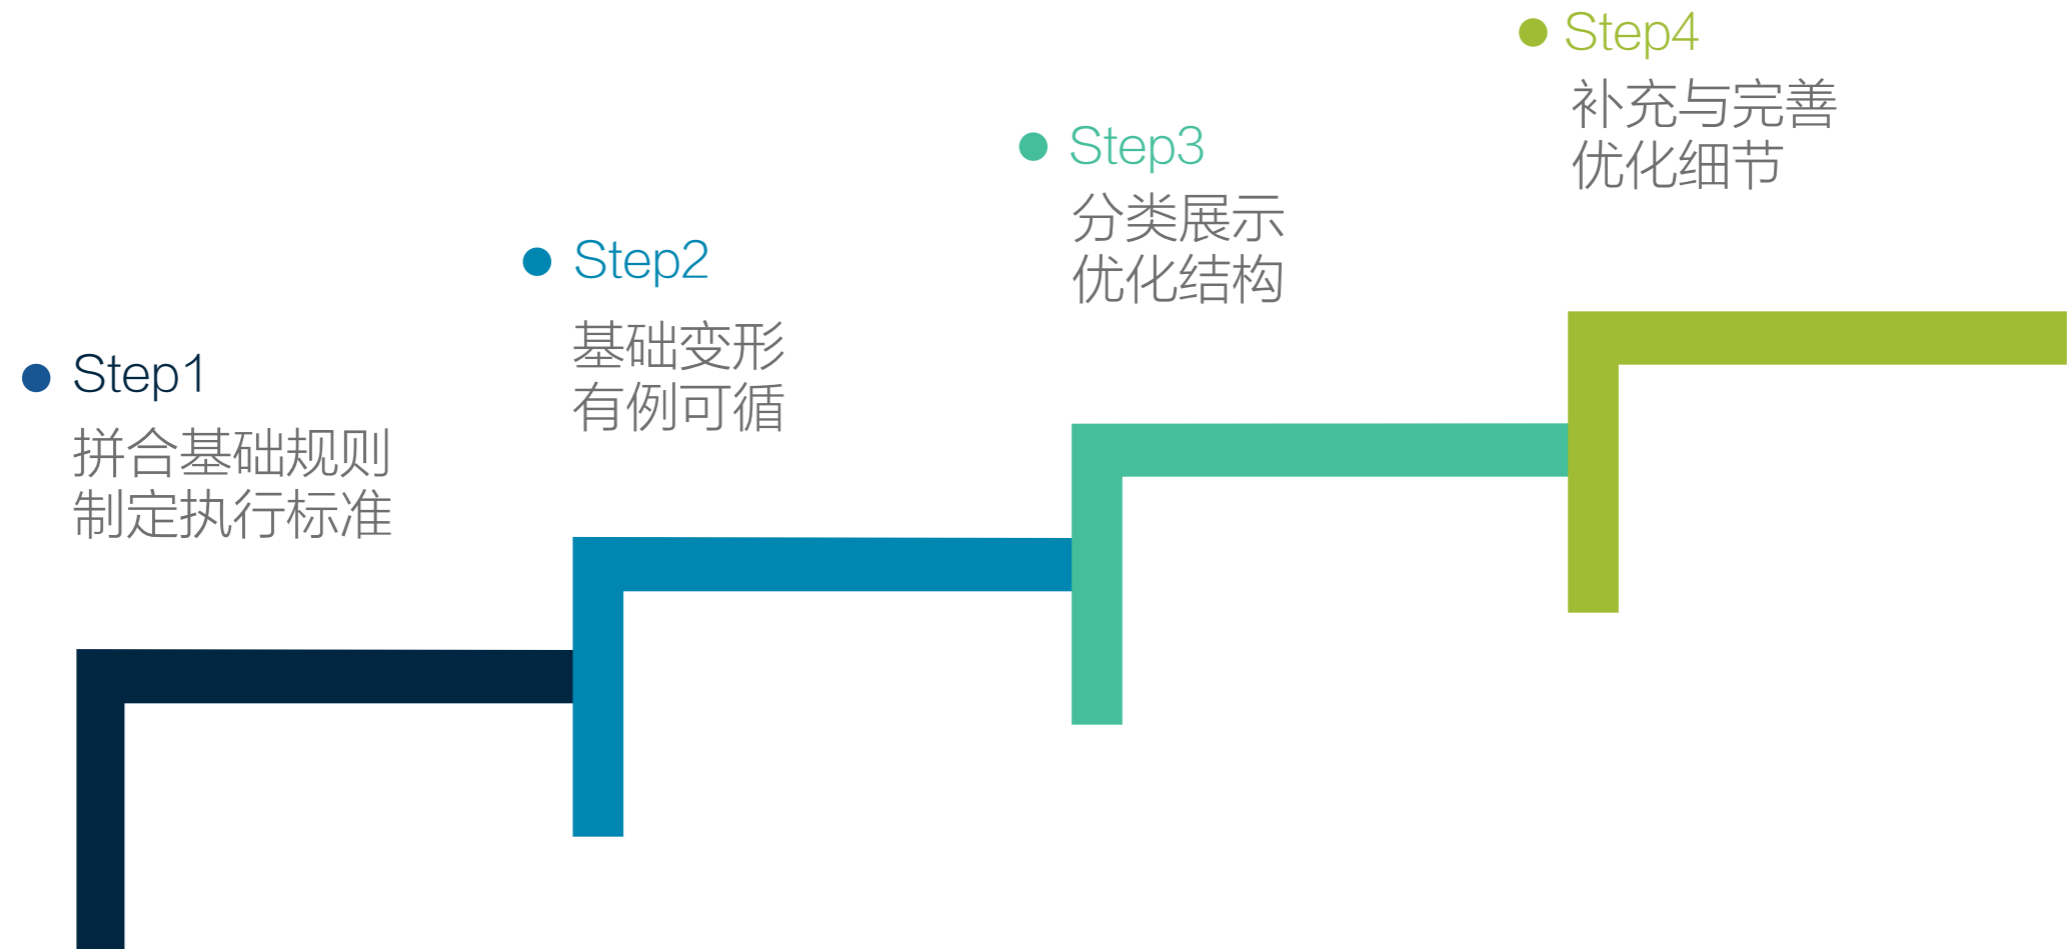 Step1
拼合基础规则
制定执行标准
Step2
基础变形
有例可循
Step3
分类展示
优化结构
Step4
补充与完善
优化细节